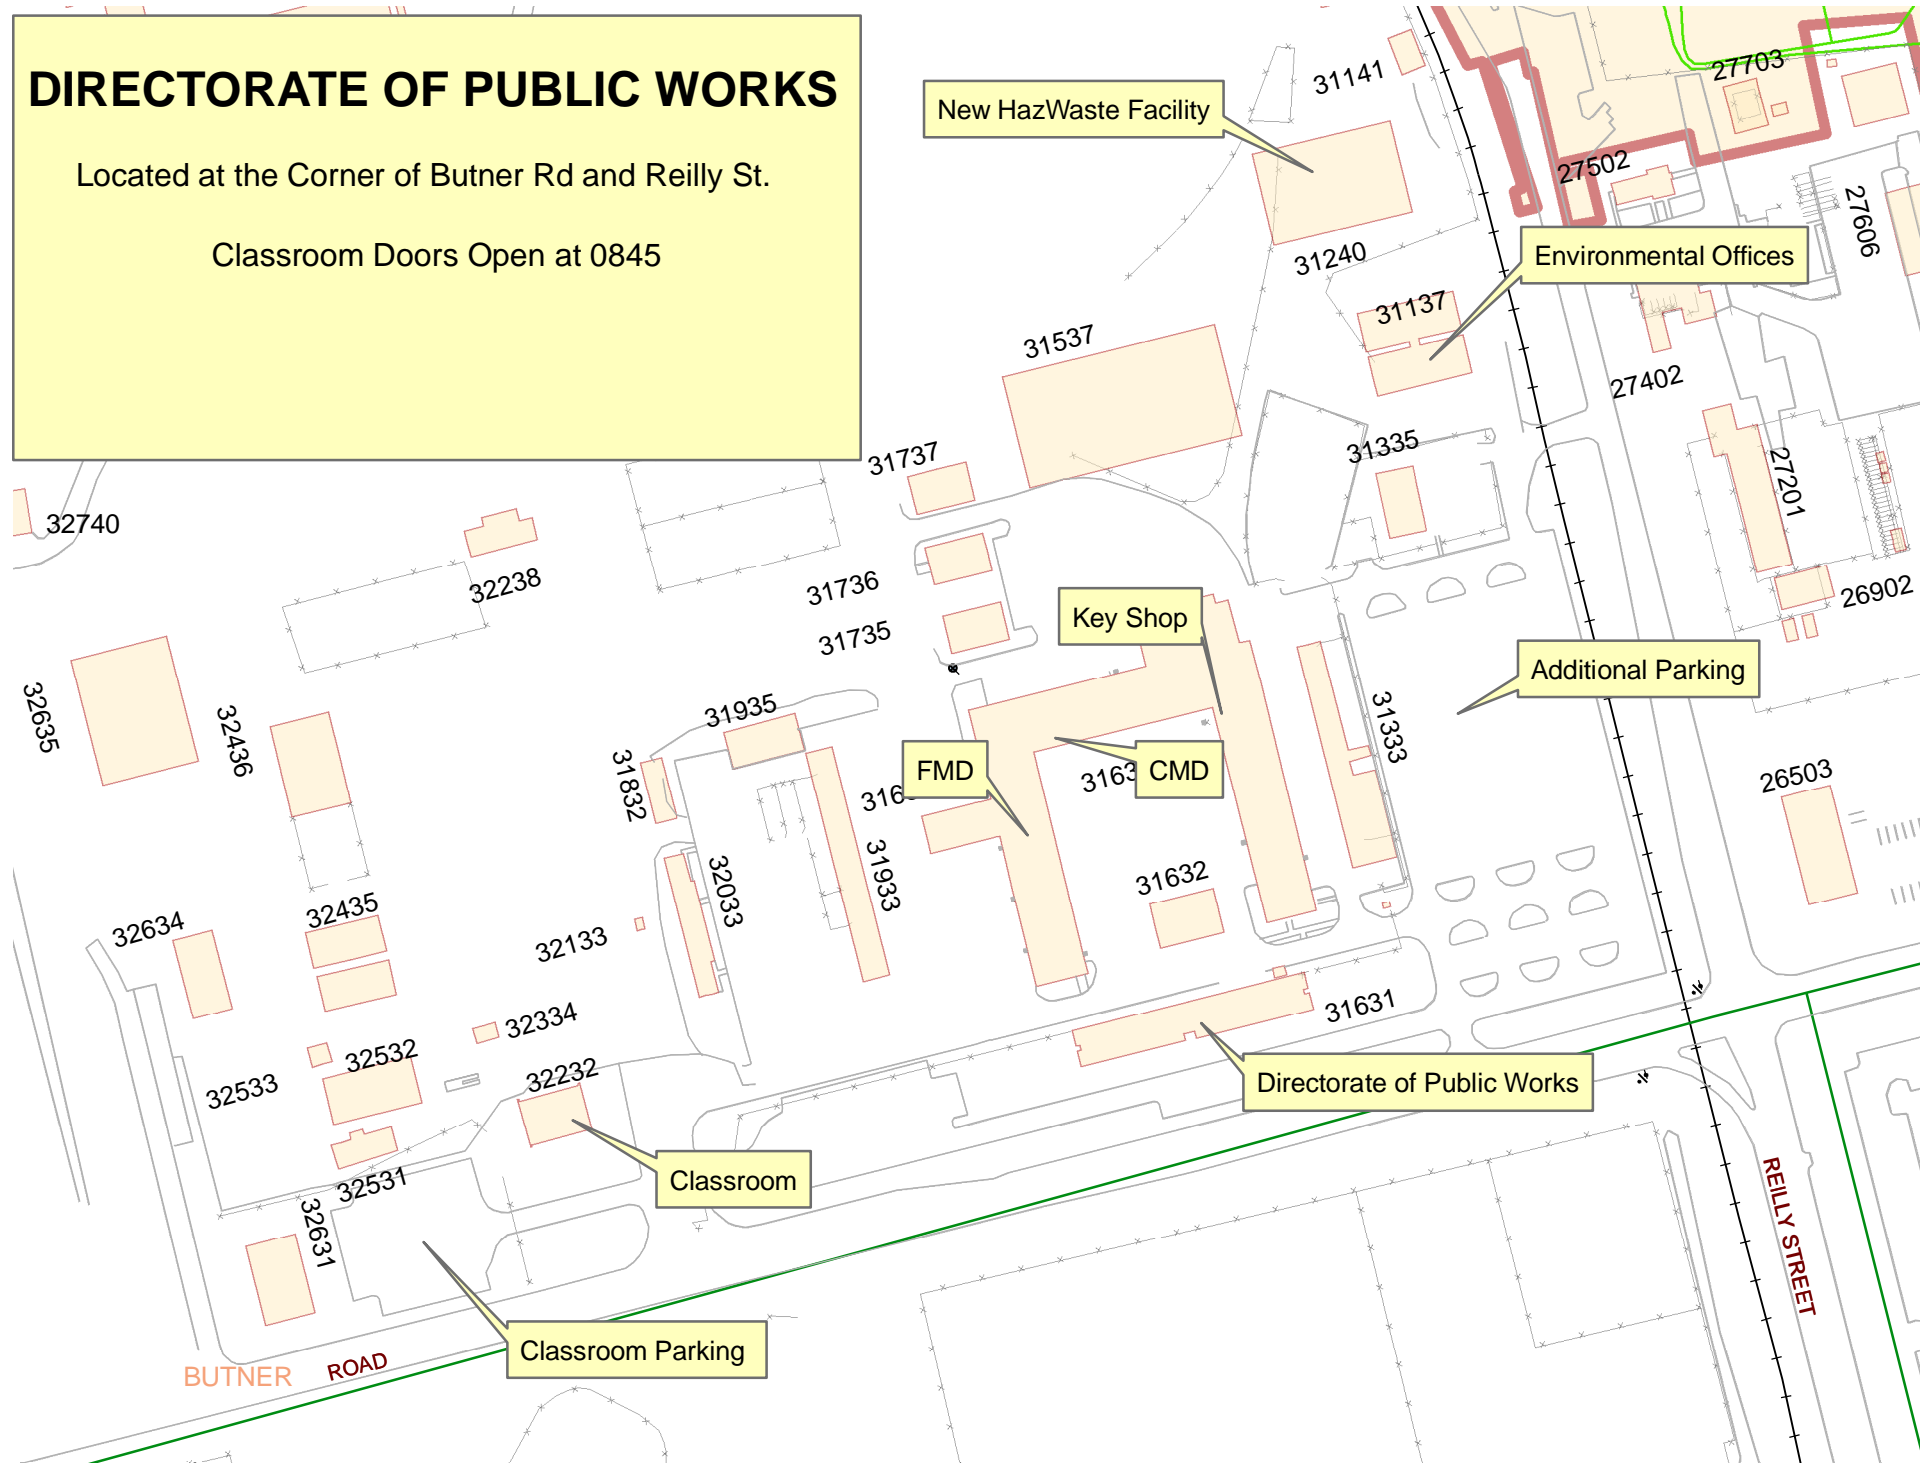 DIRECTORATE OF PUBLIC WORKS
Located at the Corner of Butner Rd and Reilly St.
Classroom Doors Open at 0845
New HazWaste Facility
31141
27703
27502
27606
31240
Environmental Offices
31137
31537
27402
31737
31335
27201
32740
32238
31736
31735
Key Shop
26902
Additional Parking
32635
32436
31935
31333
31832
FMD
CMD
26503
32033
31933
31632
32634
32435
32133
32334
31631
32533
32532
32232
Directorate of Public Works
Classroom
32531
32631
REILLY STREET
Classroom Parking
BUTNER ROAD